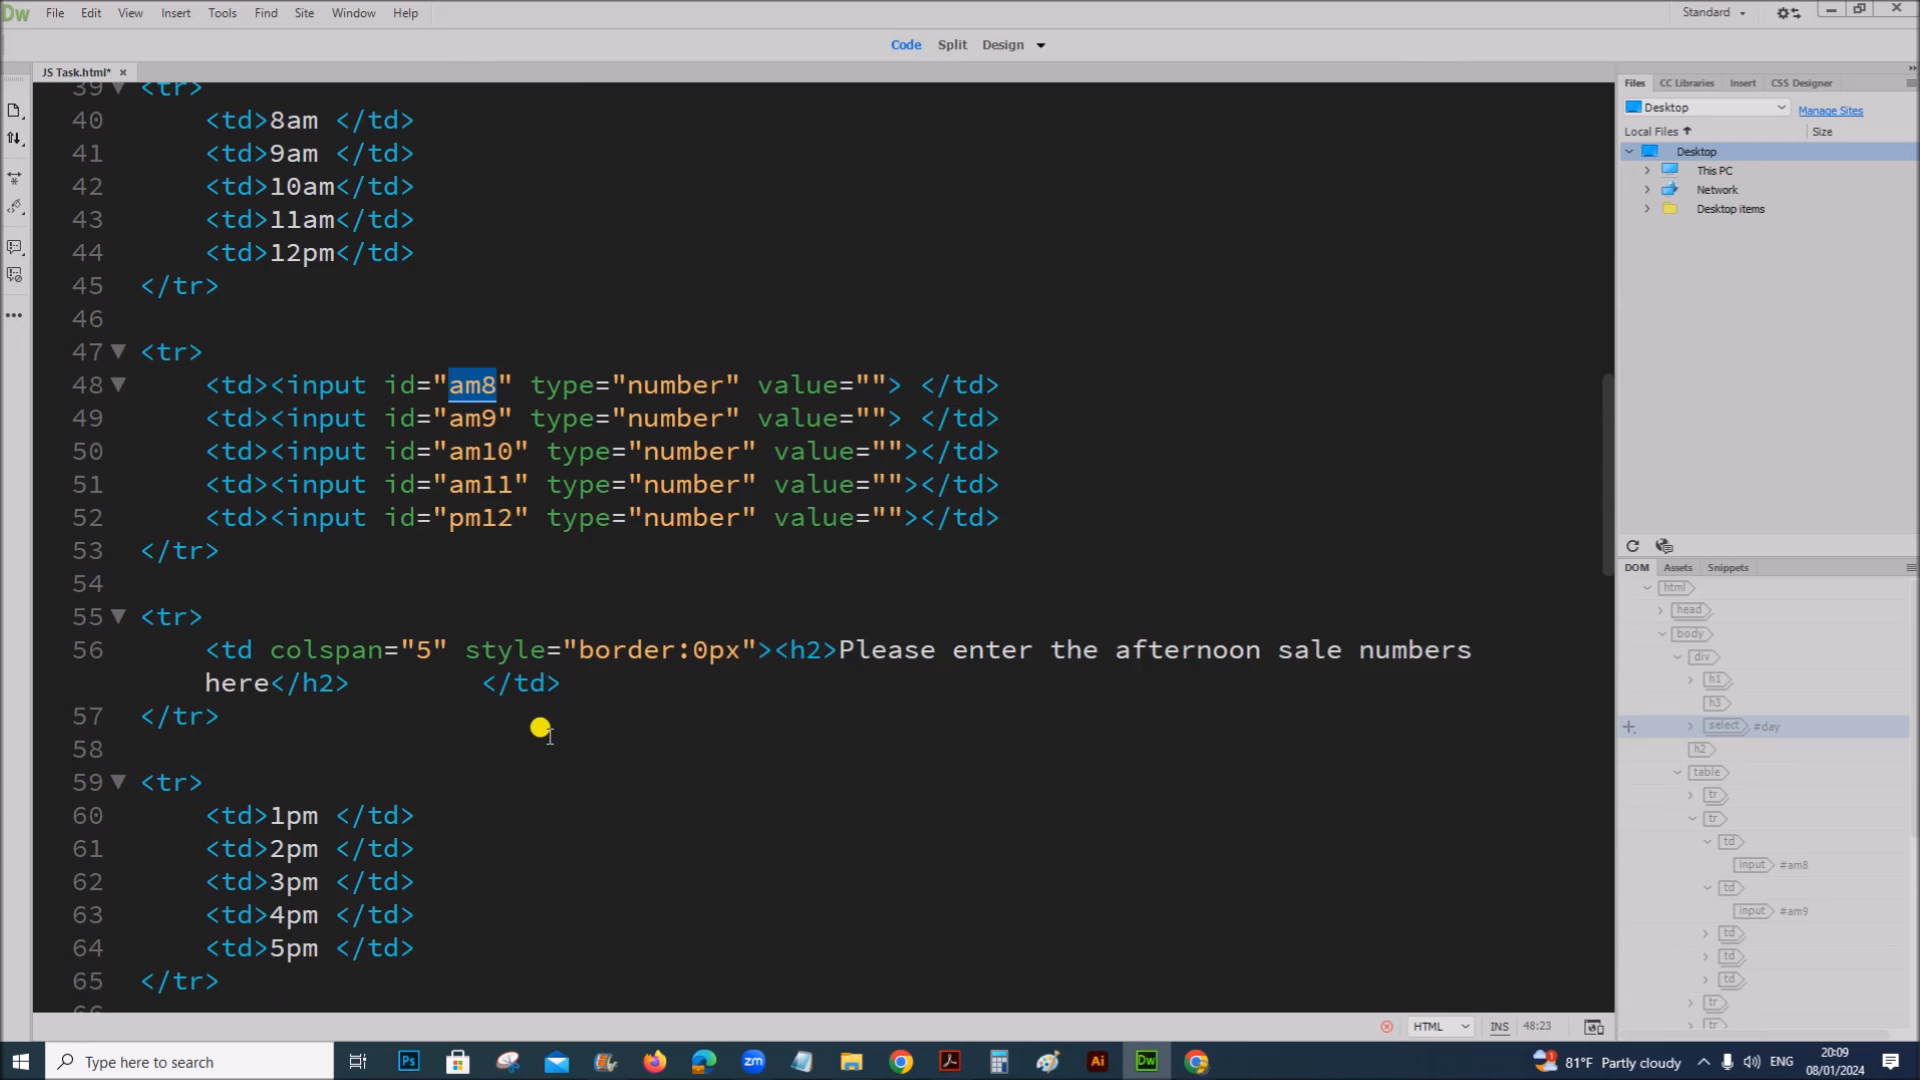 Dw File Edit View Insert Tools Find Site Window Help Standard
Code Split Design
JS Task.html* ×
39 <tr>
40 <td>8am </td>
41 <td>9am </td>
42 <td>10am</td>
43 <td>11am</td>
44 <td>12pm</td>
45 </tr>
46
47 <tr>
48 <td><input id="am8" type="number" value=""> </td>
49 <td><input id="am9" type="number" value=""> </td>
50 <td><input id="am10" type="number" value=""></td>
51 <td><input id="am11" type="number" value=""></td>
52 <td><input id="pm12" type="number" value=""></td>
53 </tr>
54
55 <tr>
56 <td colspan="5" style="border:0px"><h2>Please enter the afternoon sale numbers
here</h2> </td>
57 </tr>
58
59 <tr>
60 <td>1pm </td>
61 <td>2pm </td>
62 <td>3pm </td>
63 <td>4pm </td>
64 <td>5pm </td>
65 </tr>
66
Files CC Libraries Insert CSS Designer
Desktop Manage Sites
Local Files Size
Desktop
This PC
Network
Desktop items
DOM Assets Snippets
html
head
body
div
h1
h3
select #day
h2
table
tr
tr
td
input #am8
td
input #am9
td
td
td
tr
tr
HTML INS 48:23
Type here to search Ps zm Ai Dw 81°F Partly cloudy ENG 20:09
08/01/2024